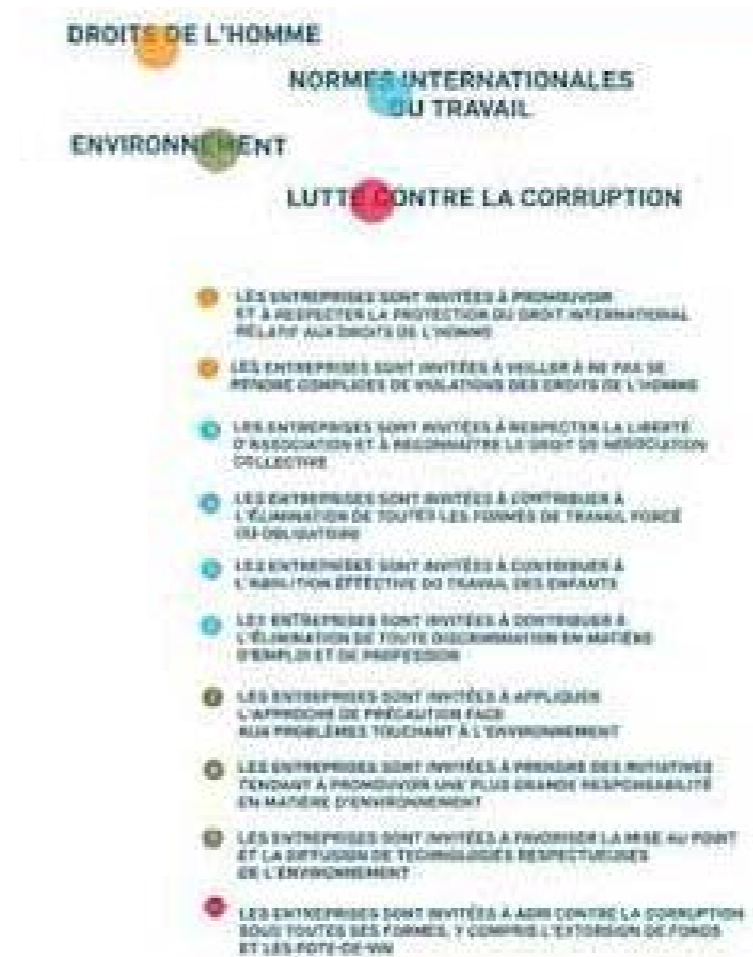 DROITS DE L'HOMME
NORMES INTERNATIONALES
DU TRAVAIL
ENVIRONNEMENT
LUTTE CONTRE LA CORRUPTION
LES ENTREPRISES SONT INVITÉES À PROMOUVOIR
ET À RESPECTER LA PROTECTION DU DROIT INTERNATIONAL
RELATIF AUX DROITS DE L'HOMME
LES ENTREPRISES SONT INVITÉES À VEILLER À NE PAS SE
RENDRE COMPLICES DE VIOLATIONS DES DROITS DE L'HOMME
LES ENTREPRISES SONT INVITÉES À RESPECTER LA LIBERTÉ
D'ASSOCIATION ET À RECONNAÎTRE LE DROIT DE NÉGOCIATION
COLLECTIVE
LES ENTREPRISES SONT INVITÉES À CONTRIBUER À
L'ÉLIMINATION DE TOUTES LES FORMES DE TRAVAIL FORCÉ
OU OBLIGATOIRE
LES ENTREPRISES SONT INVITÉES À CONTRIBUER À
L'ABOLITION EFFECTIVE DU TRAVAIL DES ENFANTS
LES ENTREPRISES SONT INVITÉES À CONTRIBUER À
L'ÉLIMINATION DE TOUTE DISCRIMINATION EN MATIÈRE
D'EMPLOI ET DE PROFESSION
LES ENTREPRISES SONT INVITÉES À APPLIQUER
L'APPROCHE DE PRÉCAUTION FACE
AUX PROBLÈMES TOUCHANT À L'ENVIRONNEMENT
LES ENTREPRISES SONT INVITÉES À PRENDRE DES INITIATIVES
TENDANT À PROMOUVOIR UNE PLUS GRANDE RESPONSABILITÉ
EN MATIÈRE D'ENVIRONNEMENT
LES ENTREPRISES SONT INVITÉES À FAVORISER LA MISE AU POINT
ET LA DIFFUSION DE TECHNOLOGIES RESPECTUEUSES
DE L'ENVIRONNEMENT
LES ENTREPRISES SONT INVITÉES À AGIR CONTRE LA CORRUPTION
SOUS TOUTES SES FORMES, Y COMPRIS L'EXTORSION DE FONDS
ET LES POTS-DE-VIN